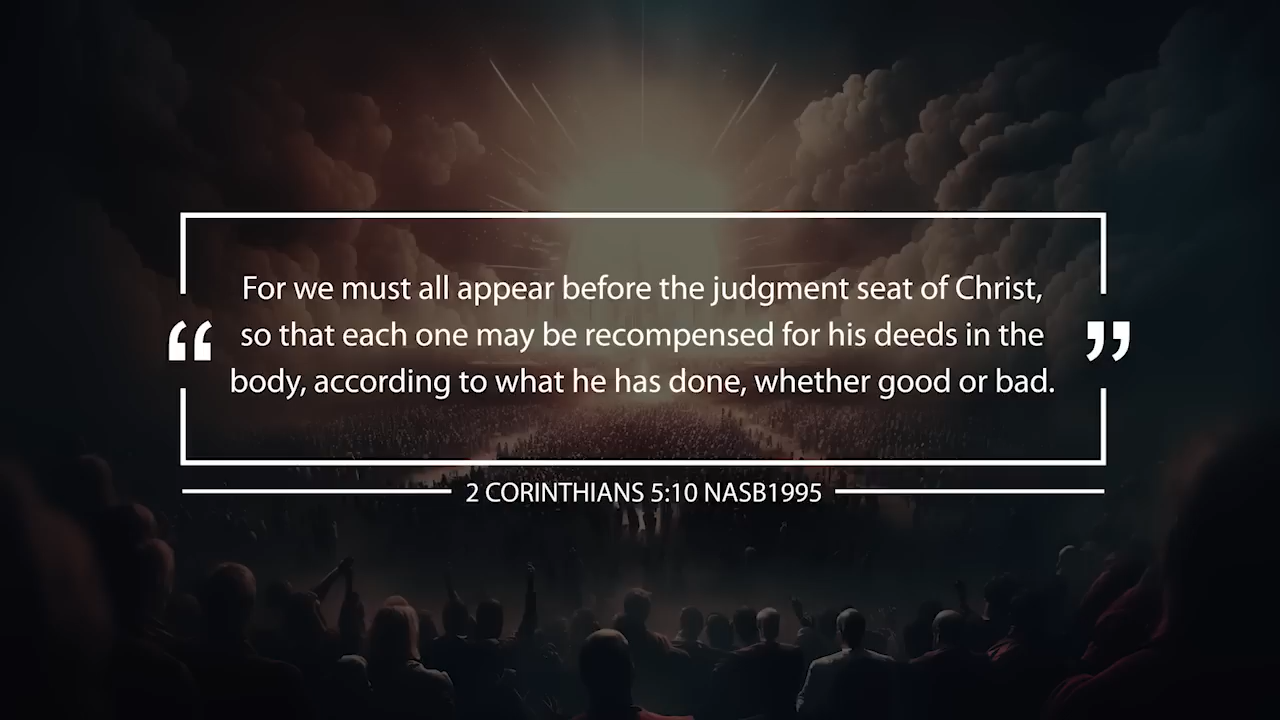 For we must all appear before the judgment seat of Christ,
“ so that each one may be recompensed for his deeds in the ”
body, according to what he has done, whether good or bad.
2 CORINTHIANS 5:10 NASB1995